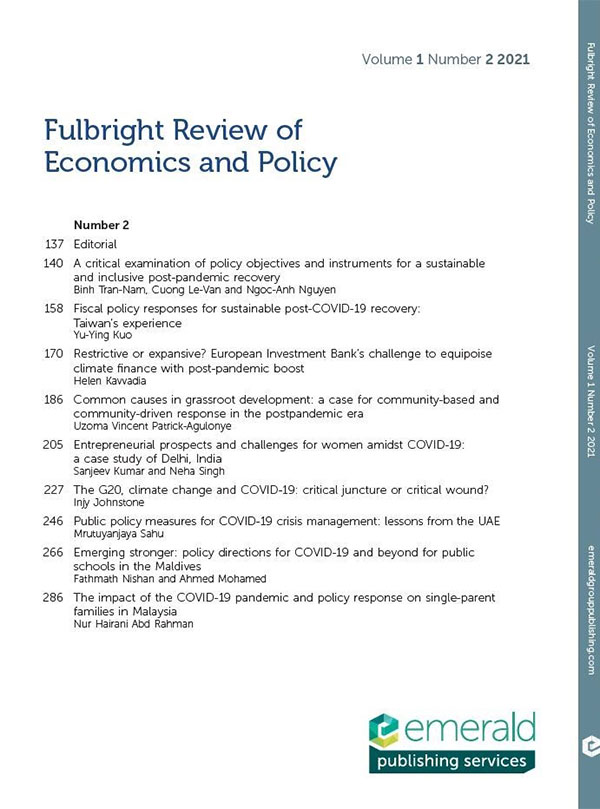 Volume 1 Number 2 2021
Fulbright Review of
Economics and Policy
Number 2
137 Editorial
140 A critical examination of policy objectives and instruments for a sustainable
and inclusive post-pandemic recovery
Binh Tran-Nam, Cuong Le-Van and Ngoc-Anh Nguyen
158 Fiscal policy responses for sustainable post-COVID-19 recovery:
Taiwan's experience
Yu-Ying Kuo
170 Restrictive or expansive? European Investment Bank's challenge to equipoise
climate finance with post-pandemic boost
Helen Kavvadia
186 Common causes in grassroot development: a case for community-based and
community-driven response in the postpandemic era
Uzoma Vincent Patrick-Agulonye
205 Entrepreneurial prospects and challenges for women amidst COVID-19:
a case study of Delhi, India
Sanjeev Kumar and Neha Singh
227 The G20, climate change and COVID-19: critical juncture or critical wound?
Injy Johnstone
246 Public policy measures for COVID-19 crisis management: lessons from the UAE
Mrutyuanjaya Sahu
266 Emerging stronger: policy directions for COVID-19 and beyond for public
schools in the Maldives
Fathmath Nishan and Ahmed Mohamed
286 The impact of the COVID-19 pandemic and policy response on single-parent
families in Malaysia
Nur Hairani Abd Rahman
emerald
publishing services
Fulbright Review of Economics and Policy
Volume 1 Number 2 2021
emeraldgrouppublishing.com